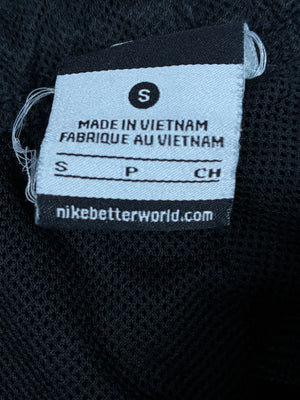 S
MADE IN VIETNAM
FABRIQUE AU VIETNAM
S P CH
nikebetterworld.com